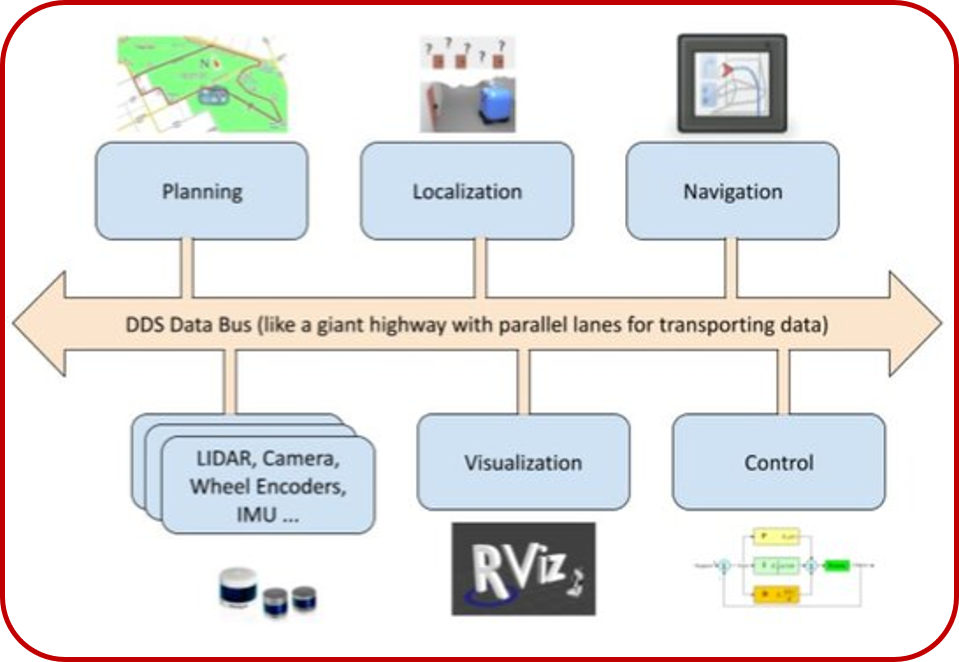 N
? ? ? ? ?
Planning
Localization
Navigation
DDS Data Bus (like a giant highway with parallel lanes for transporting data)
LIDAR, Camera,
Wheel Encoders,
IMU ...
Visualization
Control
RViz
P